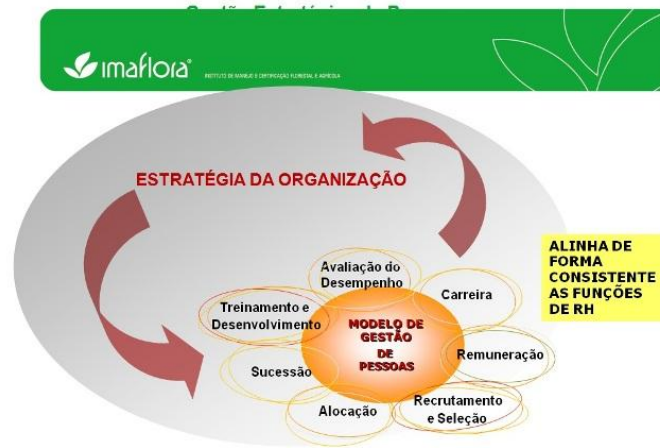 imaflora
INSTITUTO DE MANEJO E CERTIFICAÇÃO FLORESTAL E AGRÍCOLA
ESTRATÉGIA DA ORGANIZAÇÃO
ALINHA DE
FORMA
CONSISTENTE
AS FUNÇÕES
DE RH
Avaliação do
Desempenho
Carreira
Treinamento e
Desenvolvimento
MODELO DE
GESTÃO
DE
PESSOAS
Remuneração
Sucessão
Alocação
Recrutamento
e Seleção